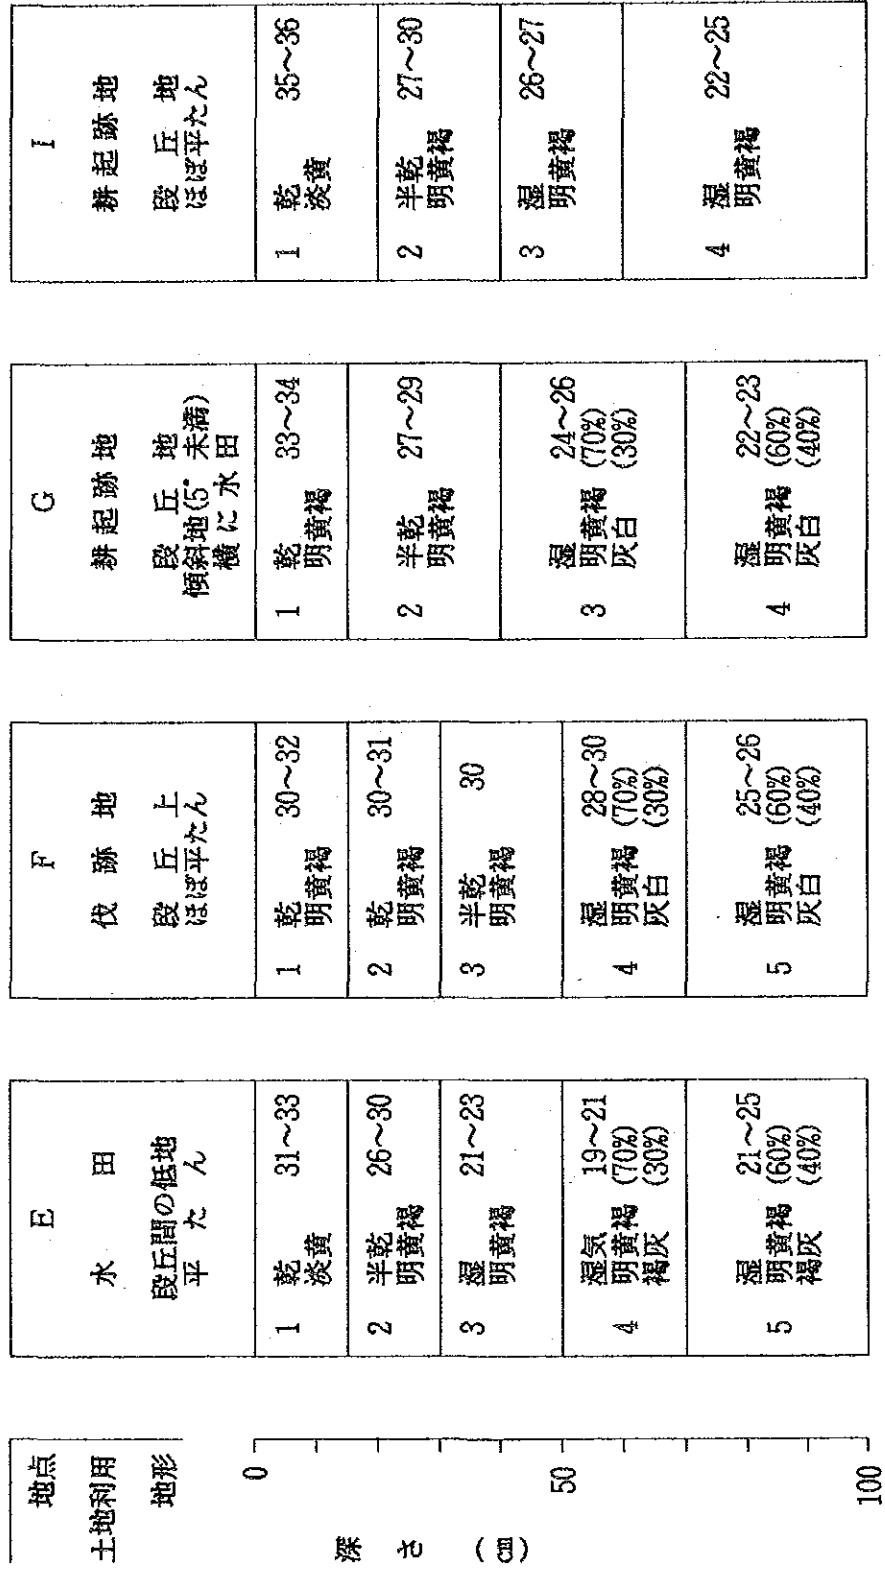 地点
土地利用
地形
深さ(㎝)
0
50
100
E
水田
段丘間の低地
平たん
1 乾 31~33
淡黄
2 半乾 26~30
明黄褐
3 湿 21~23
明黄褐
4 湿気 19~21
明黄褐 (70%)
褐灰 (30%)
5 湿 21~25
明黄褐 (60%)
褐灰 (40%)
F
伐跡地
段丘上
ほぼ平たん
1 乾 30~32
明黄褐
2 乾 30~31
明黄褐
3 半乾 30
明黄褐
4 湿 28~30
明黄褐 (70%)
灰白 (30%)
5 湿 25~26
明黄褐 (60%)
灰白 (40%)
G
耕起跡地
段丘地
傾斜地(5°未満)
横に水田
1 乾 33~34
明黄褐
2 半乾 27~29
明黄褐
3 湿 24~26
明黄褐 (70%)
灰白 (30%)
4 湿 22~23
明黄褐 (60%)
灰白 (40%)
I
耕起跡地
段丘地
ほぼ平たん
1 乾 35~36
淡黄
2 半乾 27~30
明黄褐
3 湿 26~27
明黄褐
4 湿 22~25
明黄褐